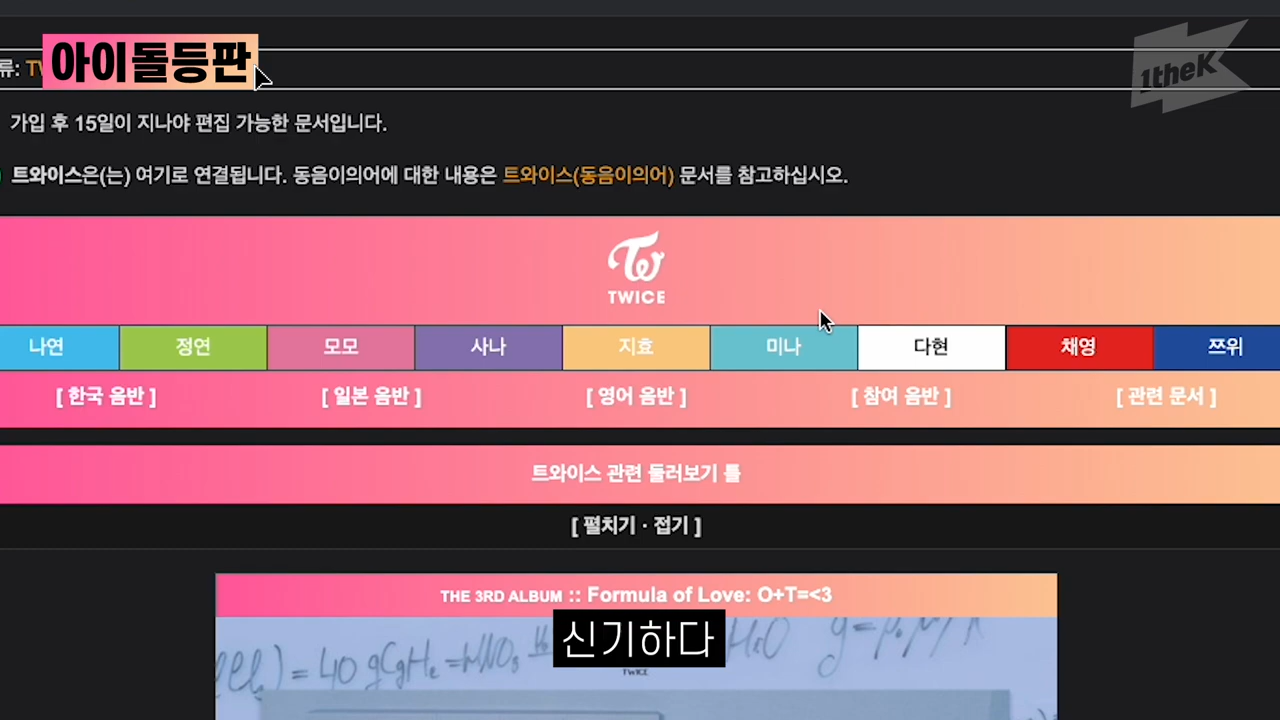 아이돌등판
1theK
류: TW
가입 후 15일이 지나야 편집 가능한 문서입니다.
트와이스은(는) 여기로 연결됩니다. 동음이의어에 대한 내용은 트와이스(동음이의어) 문서를 참고하십시오.
TWICE
나연 정연 모모 사나 지효 미나 다현 채영 쯔위
[ 한국 음반 ] [ 일본 음반 ] [ 영어 음반 ] [ 참여 음반 ] [ 관련 문서 ]
트와이스 관련 둘러보기 틀
[ 펼치기 · 접기 ]
THE 3RD ALBUM :: Formula of Love: O+T=<3
신기하다
TWICE